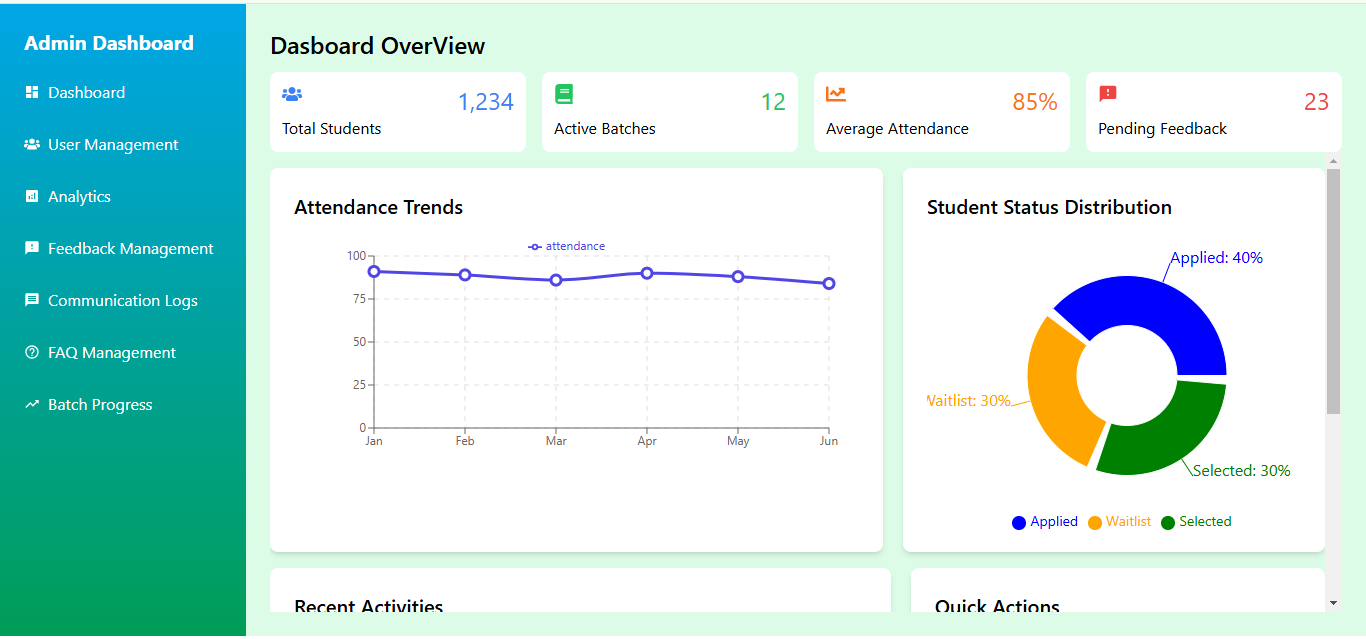 Admin Dashboard
Dashboard
User Management
Analytics
Feedback Management
Communication Logs
FAQ Management
Batch Progress
Dasboard OverView
1,234
Total Students
12
Active Batches
85%
Average Attendance
23
Pending Feedback
Attendance Trends
attendance
100
75
50
25
0
Jan Feb Mar Apr May Jun
Student Status Distribution
Applied: 40%
Waitlist: 30%
Selected: 30%
Applied Waitlist Selected
Recent Activities
Quick Actions